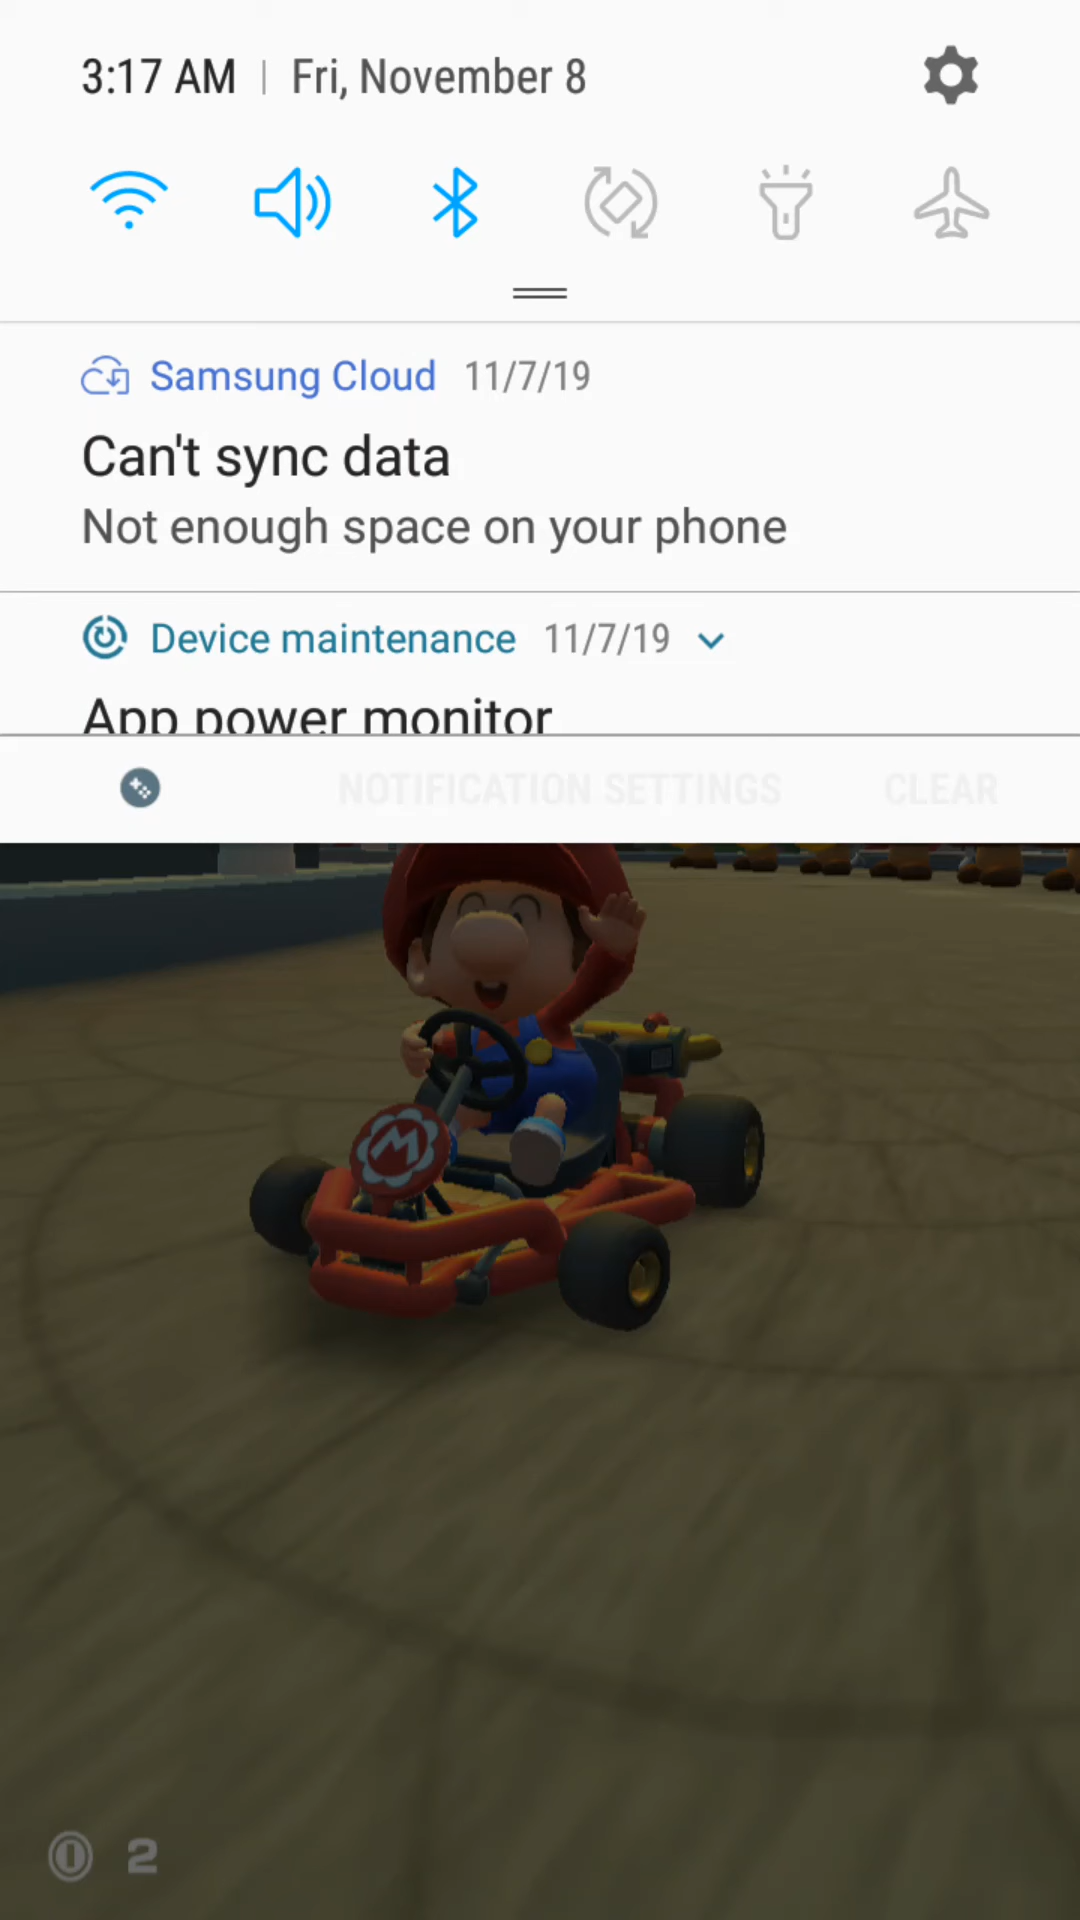 3:17 AM | Fri, November 8
Samsung Cloud 11/7/19
Can't sync data
Not enough space on your phone
Device maintenance 11/7/19
App power monitor
NOTIFICATION SETTINGS CLEAR
M
2